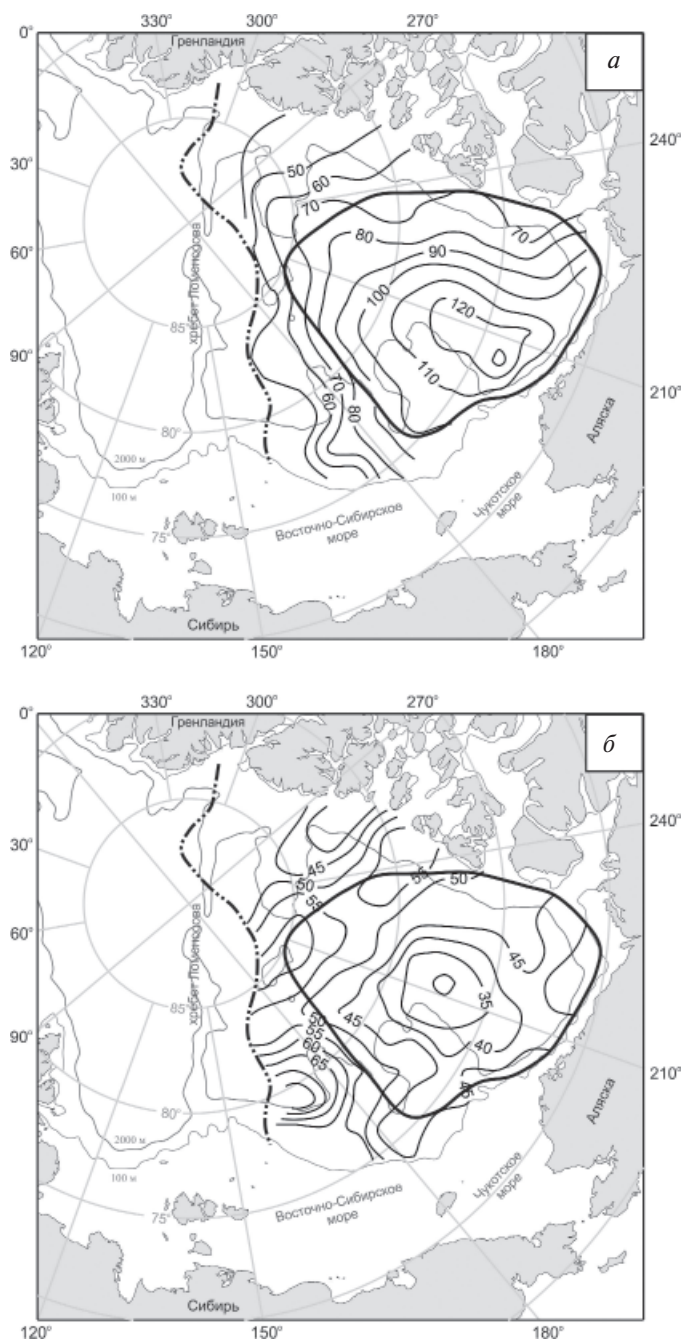 330° 300° 270°
0°
Гренландия
а
240°
30°
50
60
70
70
60°
80
90
хребет Ломоносова
100
120
85°
110
90°
70
60
80
210°
80°
Аляска
2000 м
100 м
75°
Восточно-Сибирское
море
Чукотское
море
Сибирь
120° 150° 180°
330° 300° 270°
0°
Гренландия
б
240°
30°
45
50
55
55
50
60°
45
хребет Ломоносова
35
85°
50
55
60
65
45
40
90°
45
210°
80°
Аляска
2000 м
100 м
75°
Восточно-Сибирское
море
Чукотское
море
Сибирь
120° 150° 180°